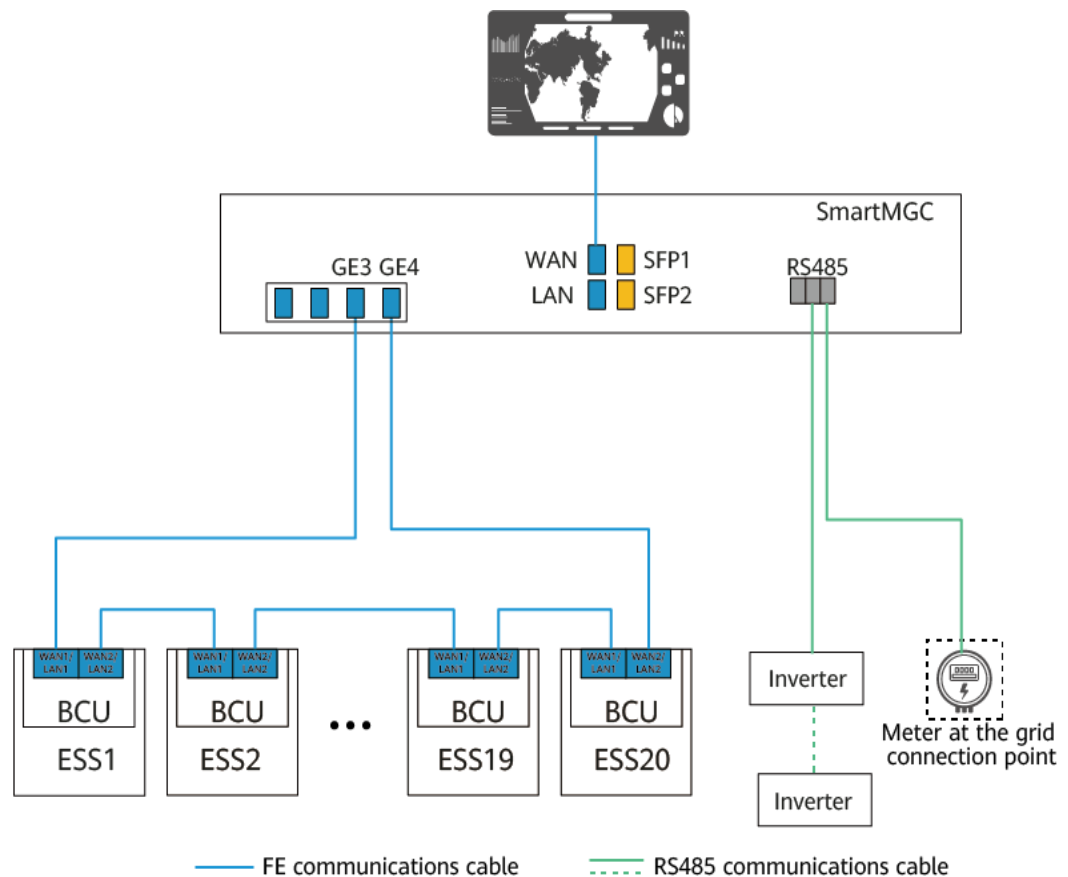 SmartMGC
WAN SFP1
GE3 GE4
RS485
LAN SFP2
WAN1/ LAN1 WAN2/ LAN2
WAN1/ LAN1 WAN2/ LAN2
WAN1/ LAN1 WAN2/ LAN2
WAN1/ LAN1 WAN2/ LAN2
BCU BCU BCU BCU
ESS1 ESS2 ... ESS19 ESS20
Inverter
Meter at the grid
connection point
Inverter
FE communications cable RS485 communications cable